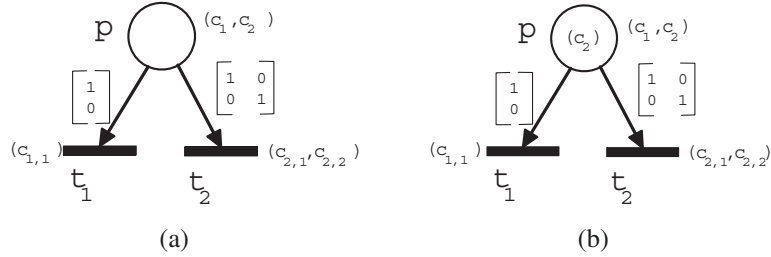 p (c1,c2)
[1 0] [1 0 0 1]
(c1,1) (c2,1,c2,2)
t1 t2
(a)
p (c2) (c1,c2)
[1 0] [1 0 0 1]
(c1,1) (c2,1,c2,2)
t1 t2
(b)